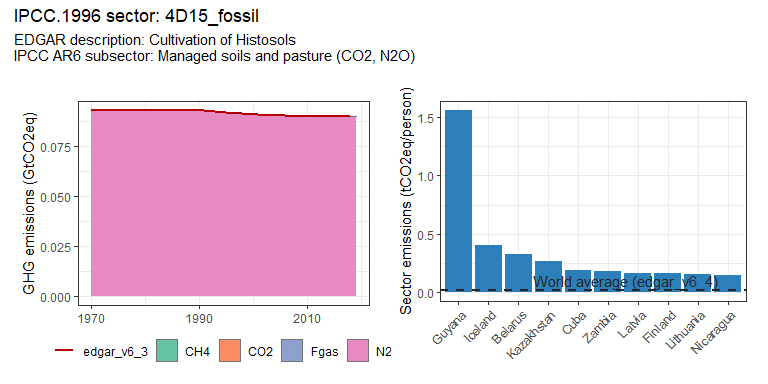 IPCC.1996 sector: 4D15_fossil
EDGAR description: Cultivation of Histosols
IPCC AR6 subsector: Managed soils and pasture (CO2, N2O)
GHG emissions (GtCO2eq)
0.075
0.050
0.025
0.000
1970
1990
2010
edgar_v6_3
CH4
CO2
Fgas
N2
Sector emissions (tCO2eq/person)
1.5
1.0
0.5
0.0
World average (edgar_v6_4)
Guyana
Iceland
Belarus
Kazakhstan
Cuba
Zambia
Latvia
Finland
Lithuania
Nicaragua